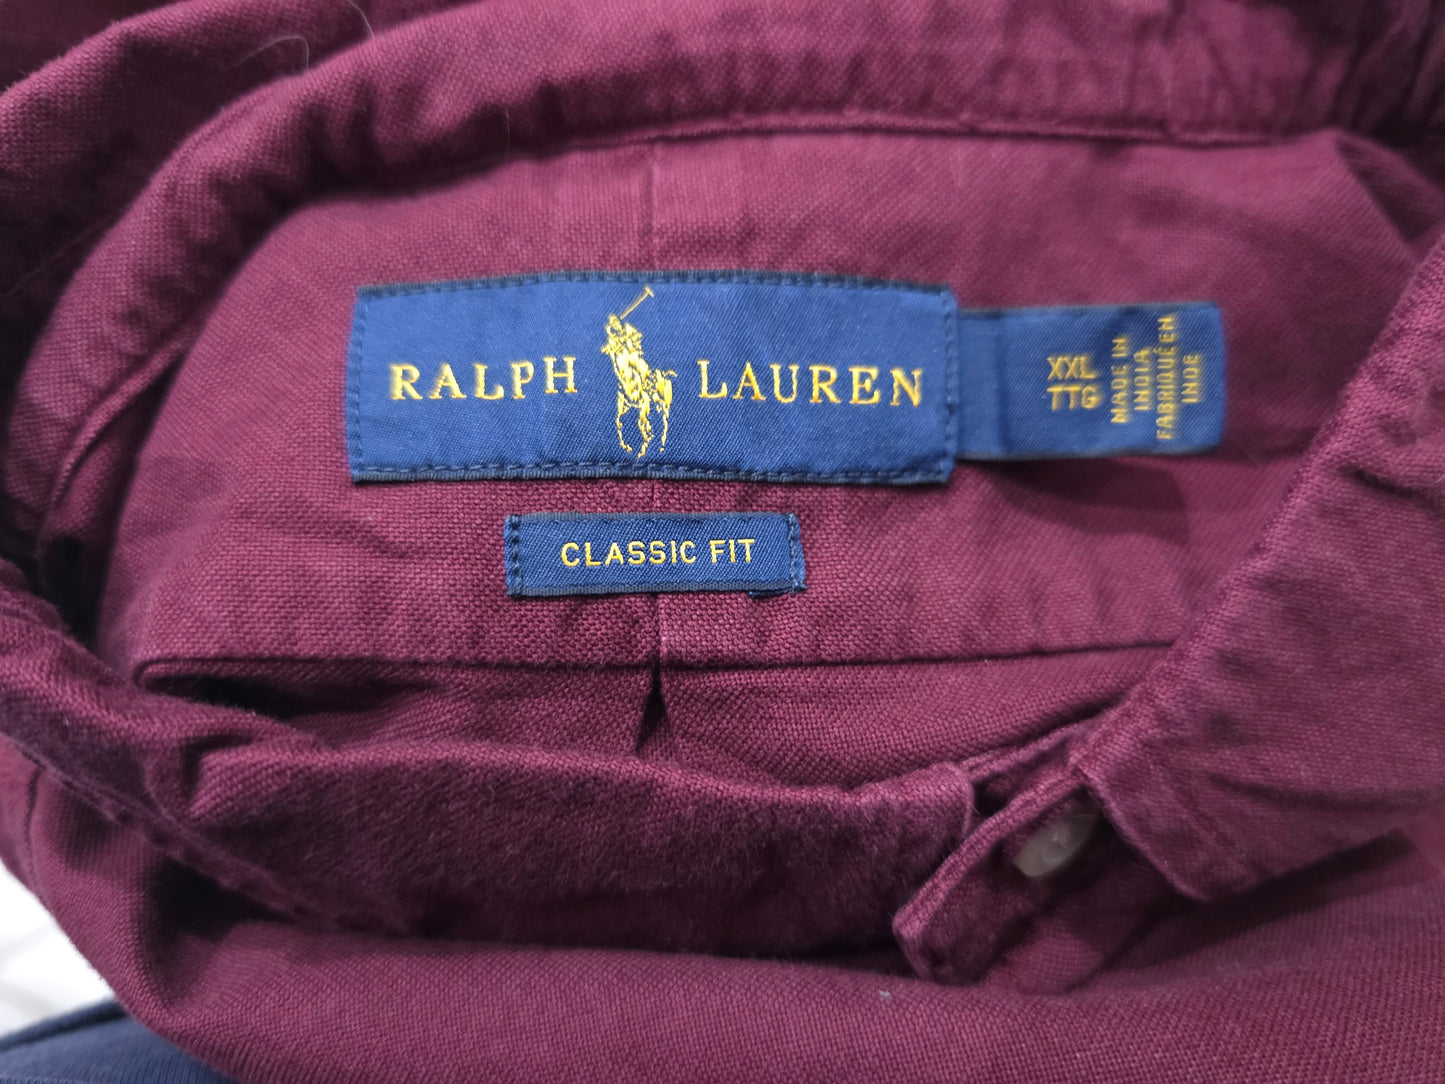 RALPH LAUREN
XXL
TTG
MADE IN
INDIA
FABRIQUÉ EN
INDE
CLASSIC FIT